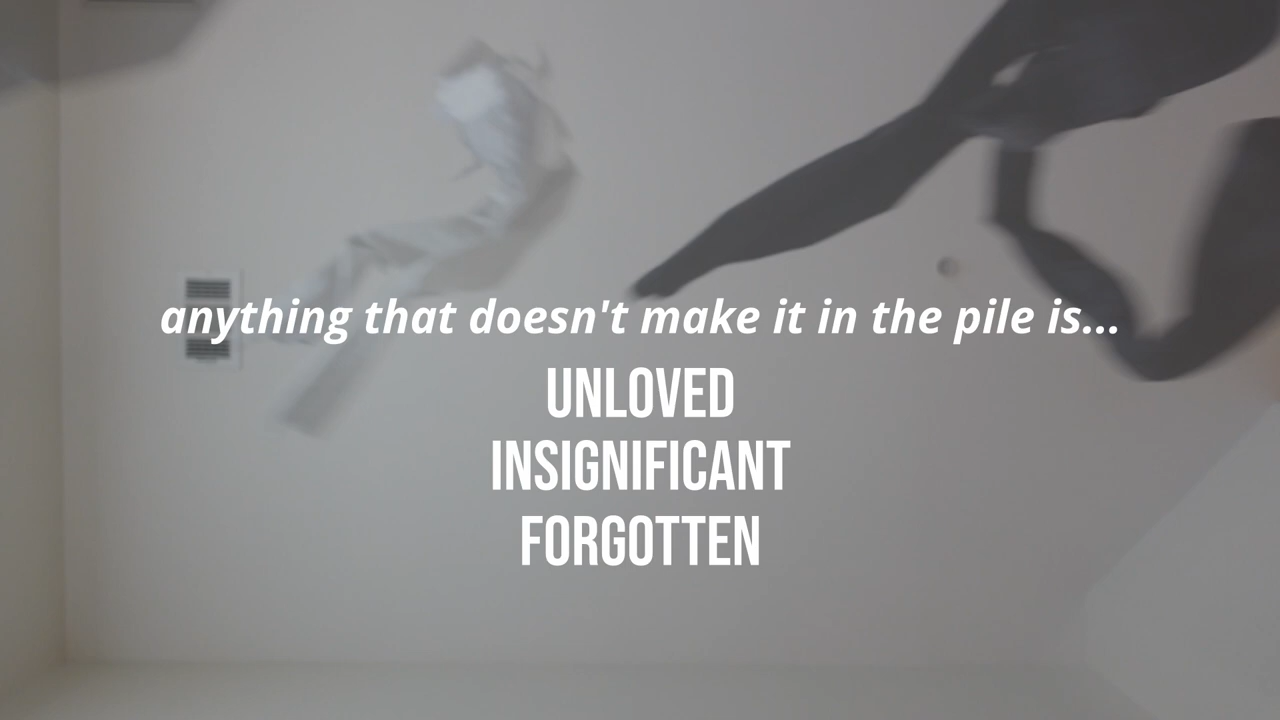 anything that doesn't make it in the pile is...
UNLOVED
INSIGNIFICANT
FORGOTTEN